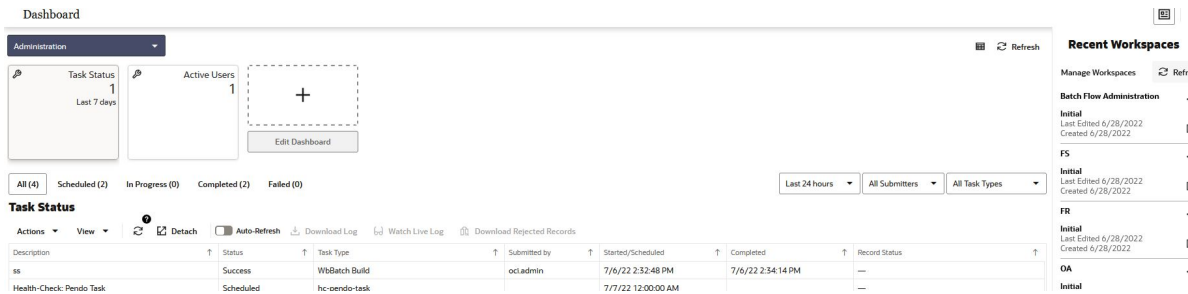 Dashboard
Administration
Refresh
Task Status
1
Last 7 days
Active Users
1
+
Edit Dashboard
All (4) Scheduled (2) In Progress (0) Completed (2) Failed (0)
Last 24 hours All Submitters All Task Types
Task Status
Actions View ? Detach Auto-Refresh Download Log Watch Live Log Download Rejected Records
Description Status Task Type Submitted by Started/Scheduled Completed Record Status
ss Success WbBatch Build oci.admin 7/6/22 2:32:48 PM 7/6/22 2:34:14 PM —
Health-Check: Pendo Task Scheduled hc-pendo-task 7/7/22 12:00:00 AM —
Recent Workspaces
Manage Workspaces Refr
Batch Flow Administration
Initial
Last Edited 6/28/2022
Created 6/28/2022
FS
Initial
Last Edited 6/28/2022
Created 6/28/2022
FR
Initial
Last Edited 6/28/2022
Created 6/28/2022
OA
Initial